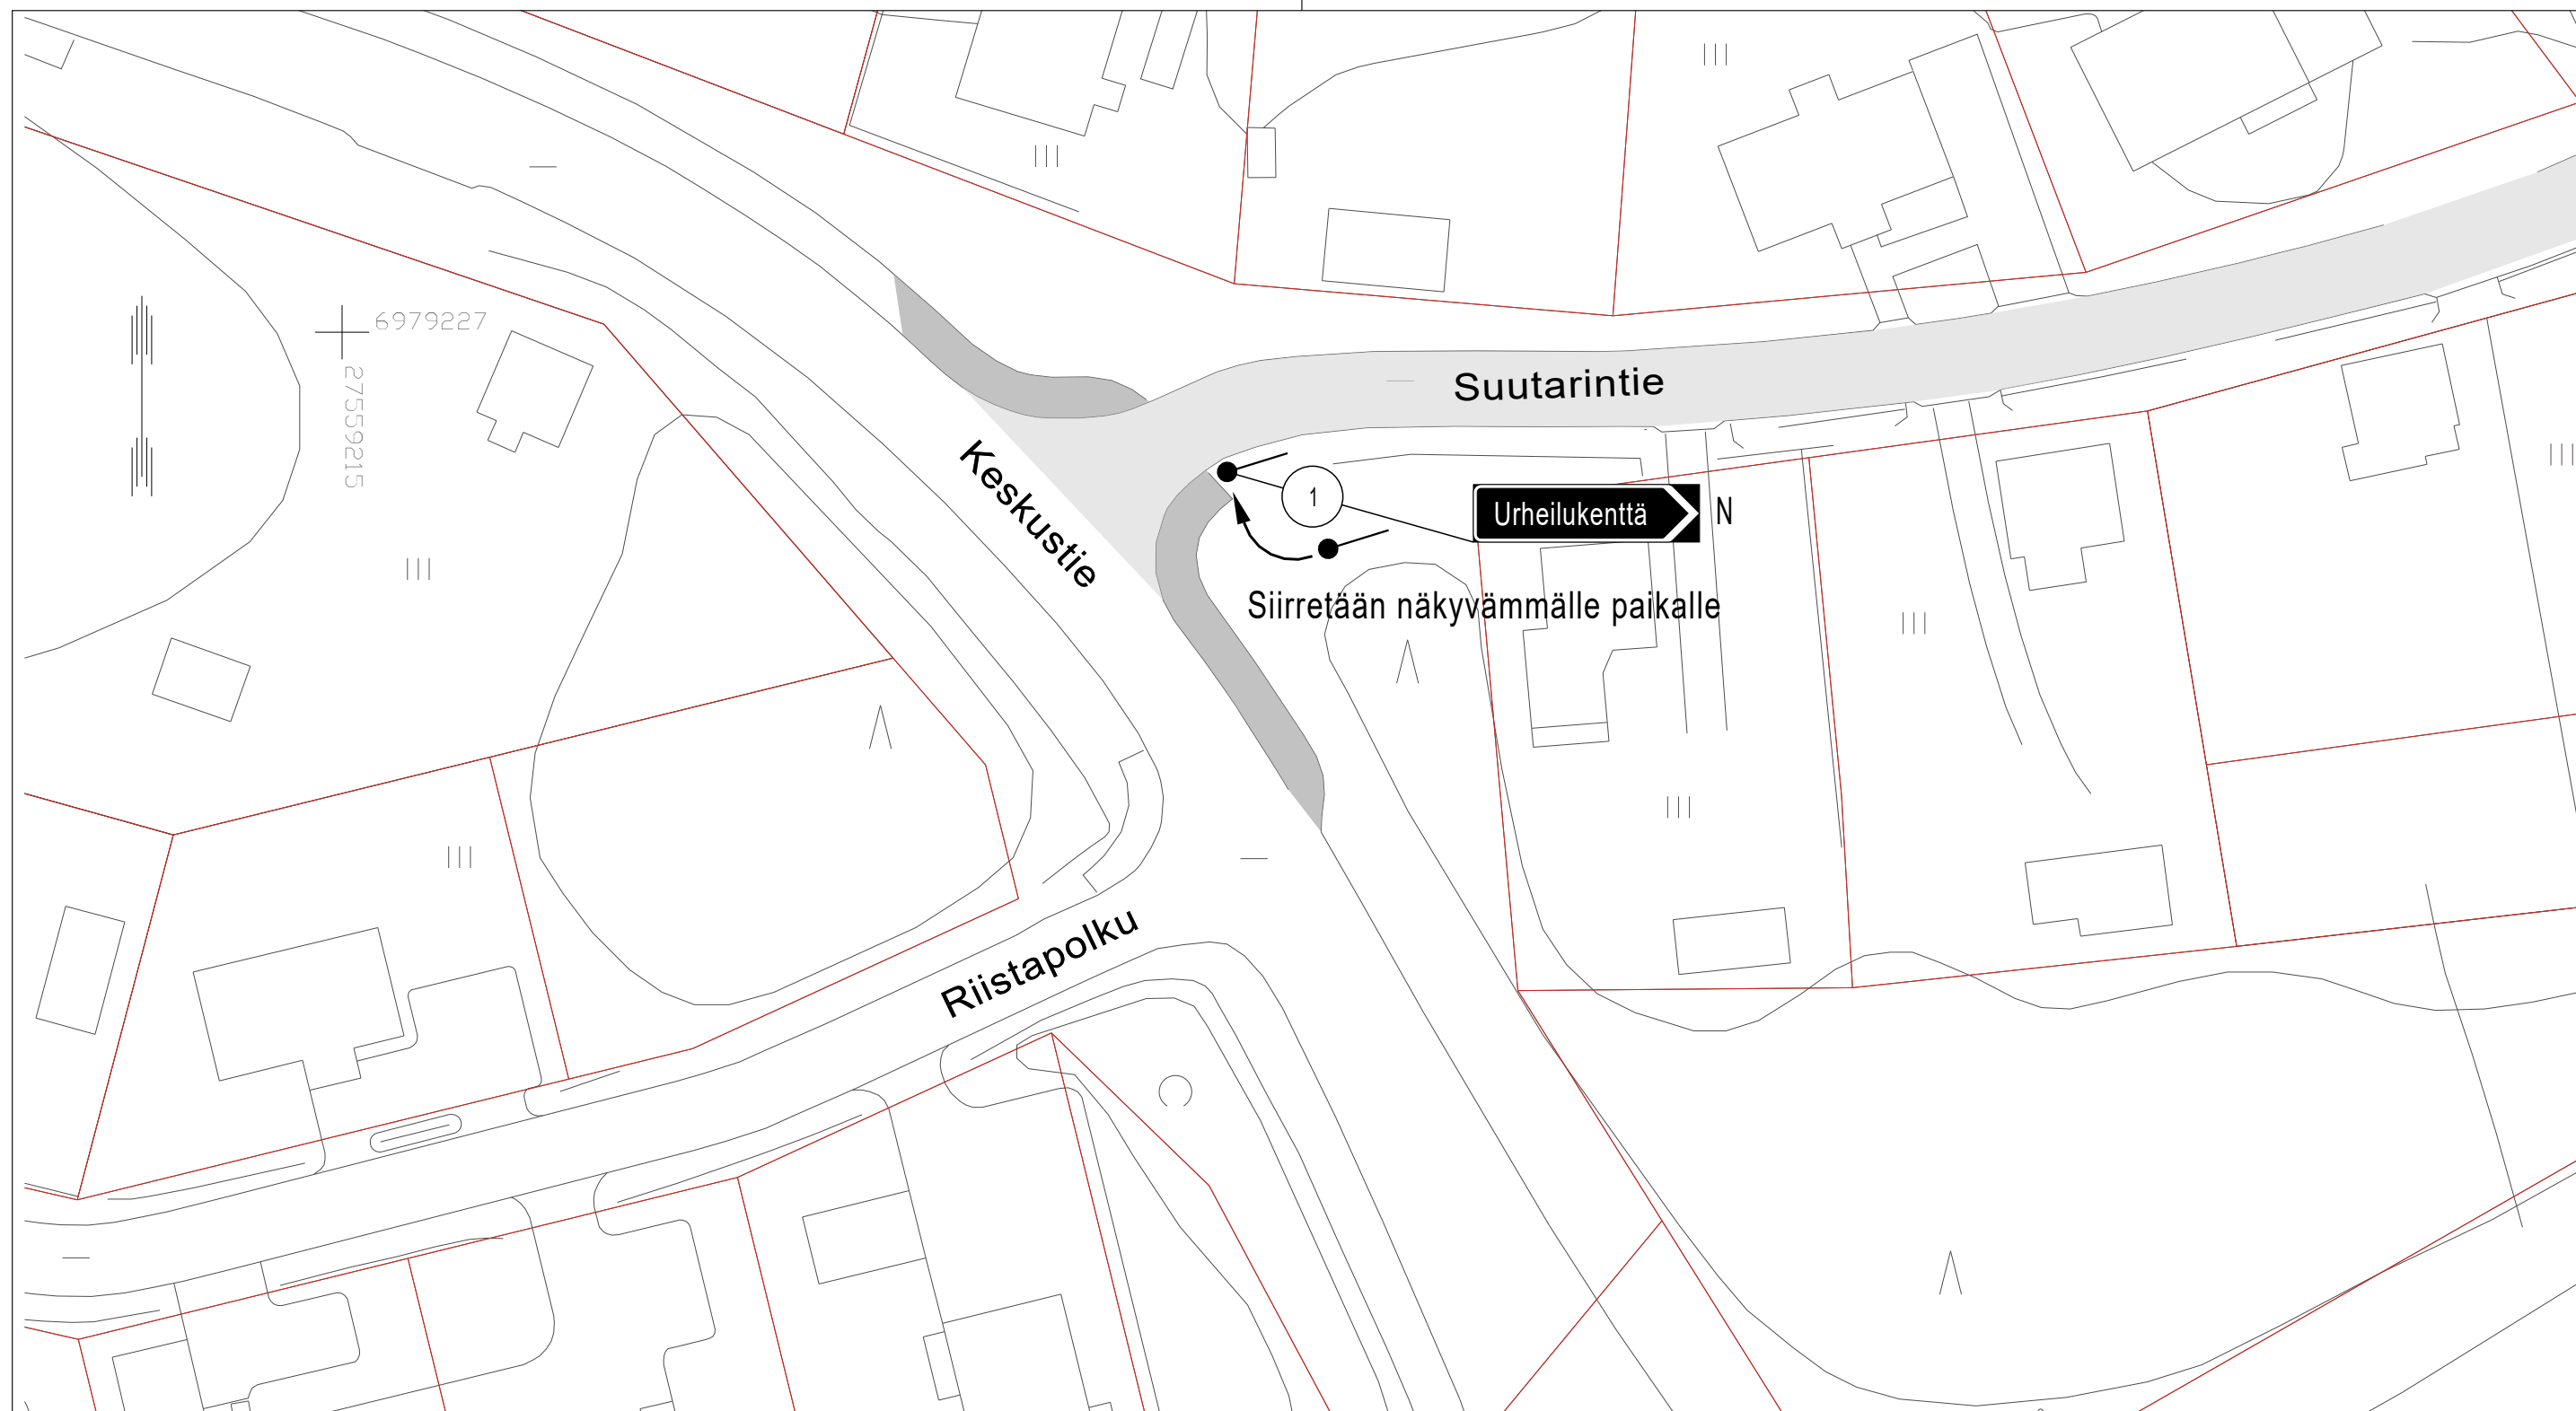 6979227
27559215
Suutarintie
Keskustie
1
Urheilukenttä
N
Siirretään näkyvämmälle paikalle
Riistapolku